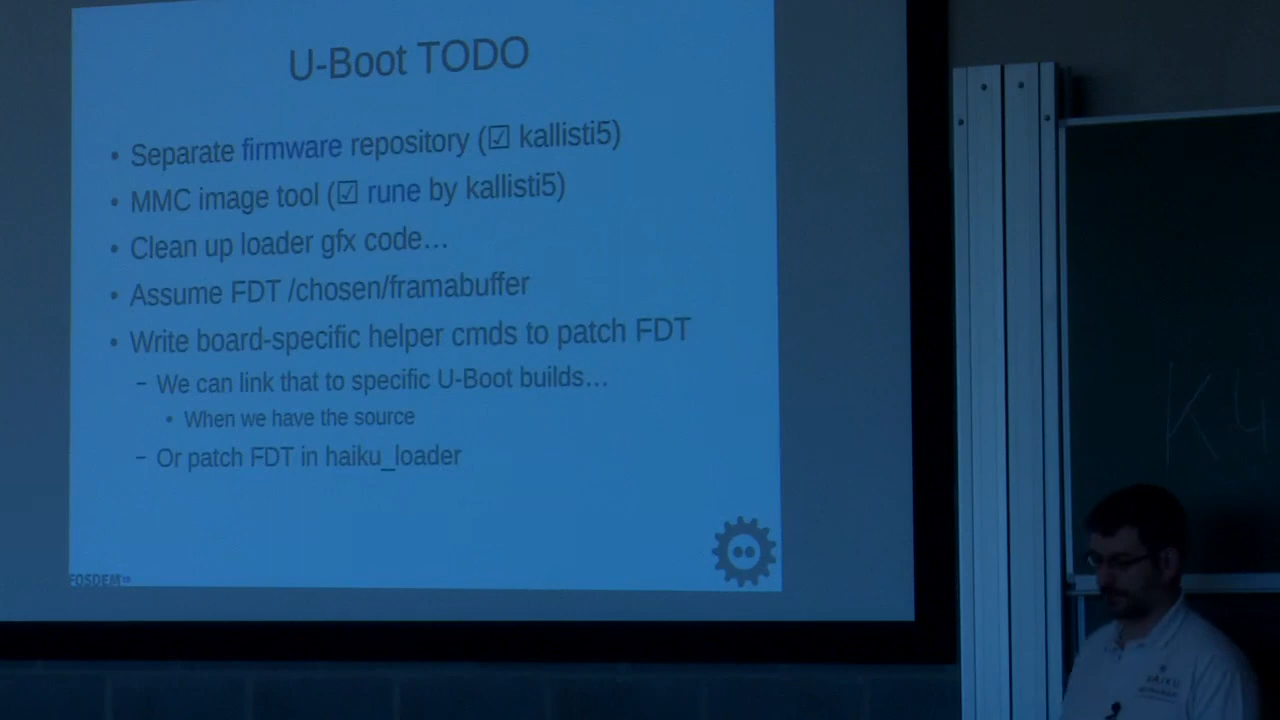 U-Boot TODO
• Separate firmware repository (☑ kallisti5)
• MMC image tool (☑ rune by kallisti5)
• Clean up loader gfx code…
• Assume FDT /chosen/framabuffer
• Write board-specific helper cmds to patch FDT
– We can link that to specific U-Boot builds…
• When we have the source
– Or patch FDT in haiku_loader
FOSDEM
K4
HAIKU